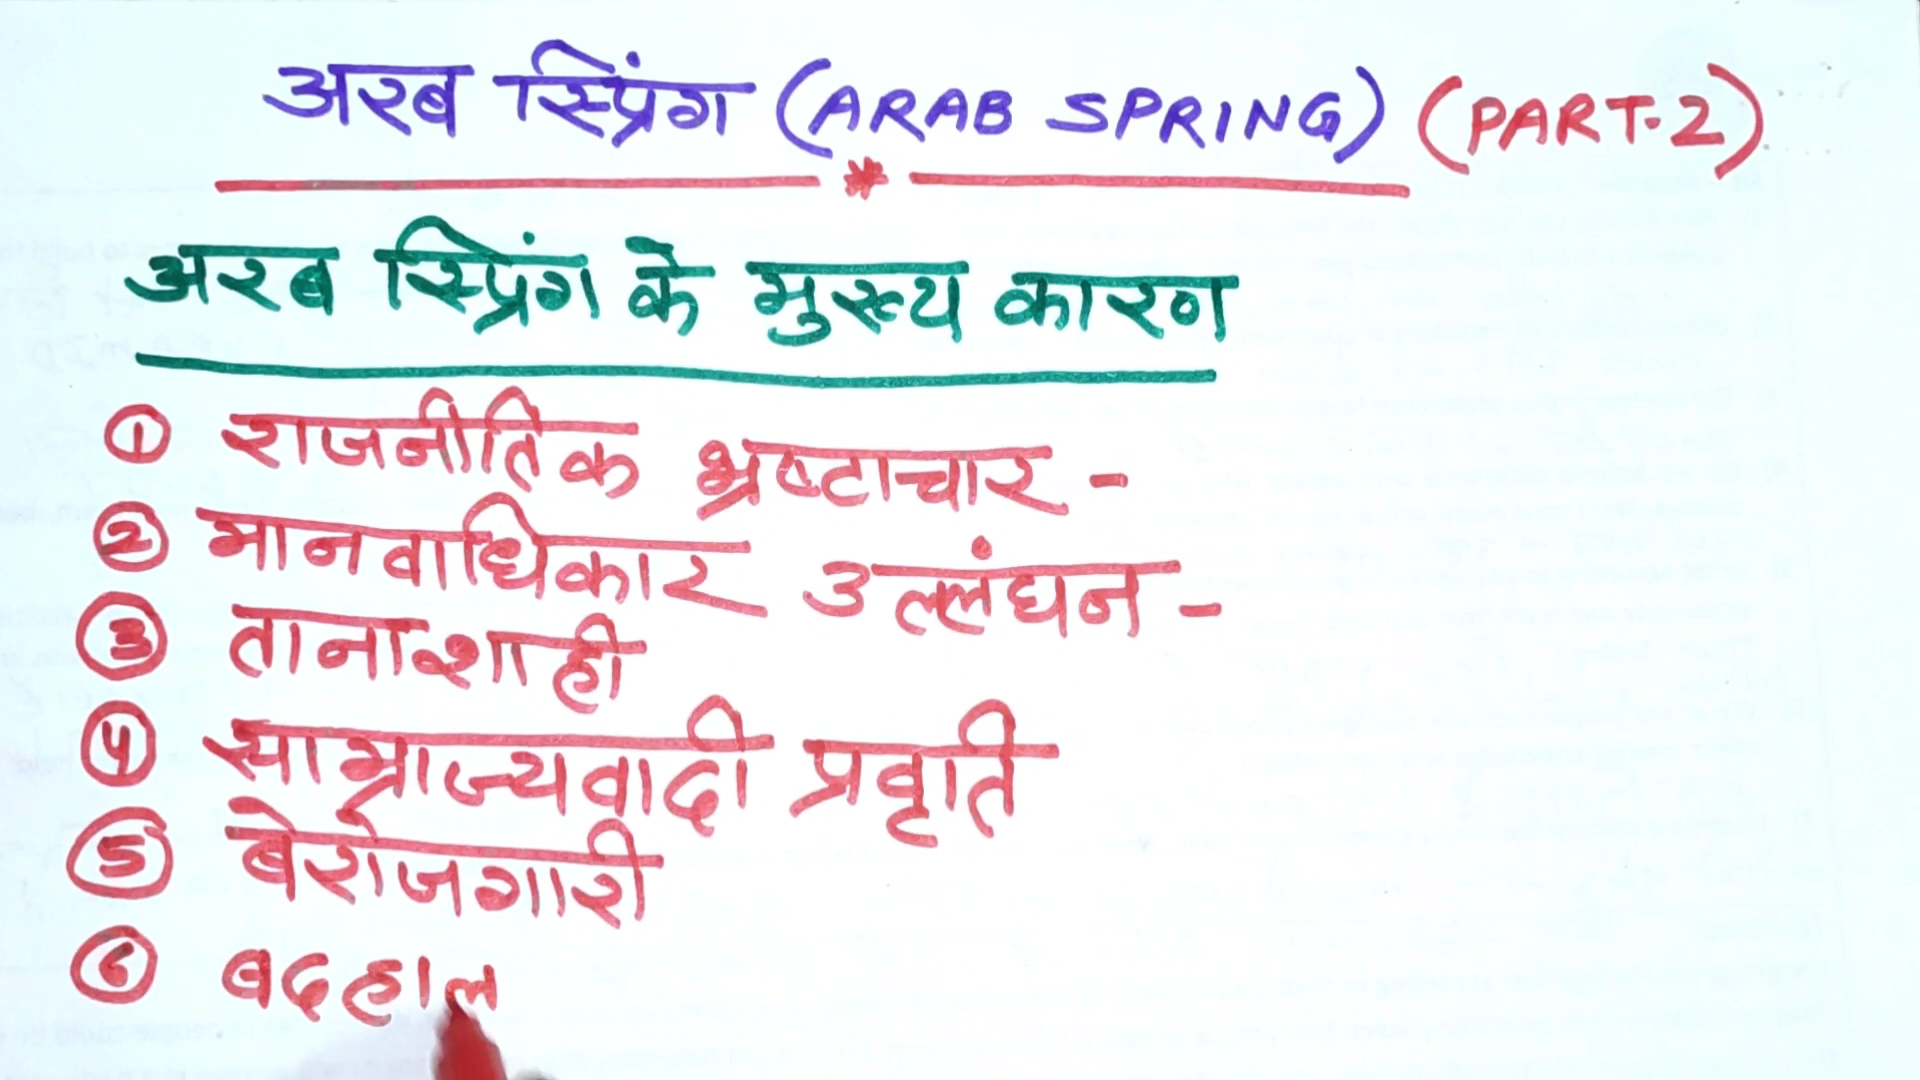 अरब स्प्रिंग (ARAB SPRING) (PART-2)
अरब स्प्रिंग के मुख्य कारण
① राजनीतिक भ्रष्टाचार -
② मानवाधिकार उल्लंघन -
③ तानाशाही
④ साम्राज्यवादी प्रवृति
⑤ बेरोजगारी
⑥ बदहाल